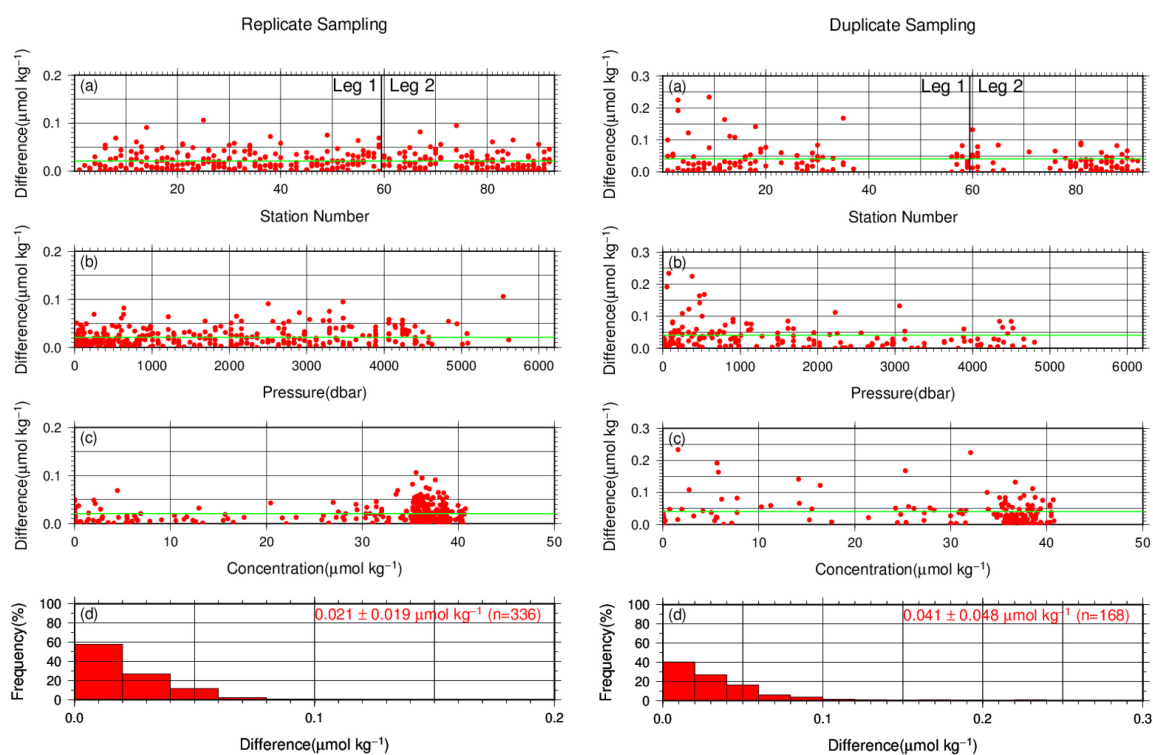 Replicate Sampling
Difference(μmol kg⁻¹)
0.2
0.1
0.0
(a)
Leg 1
Leg 2
20 40 60 80
Station Number
Difference(μmol kg⁻¹)
0.2
0.1
0.0
(b)
0 1000 2000 3000 4000 5000 6000
Pressure(dbar)
Difference(μmol kg⁻¹)
0.2
0.1
0.0
(c)
0 10 20 30 40 50
Concentration(μmol kg⁻¹)
Frequency(%)
100
80
60
40
20
0
(d)
0.021 ± 0.019 μmol kg⁻¹ (n=336)
0.0 0.1 0.2
Difference(μmol kg⁻¹)
Duplicate Sampling
Difference(μmol kg⁻¹)
0.3
0.2
0.1
0.0
(a)
Leg 1
Leg 2
20 40 60 80
Station Number
Difference(μmol kg⁻¹)
0.3
0.2
0.1
0.0
(b)
0 1000 2000 3000 4000 5000 6000
Pressure(dbar)
Difference(μmol kg⁻¹)
0.3
0.2
0.1
0.0
(c)
0 10 20 30 40 50
Concentration(μmol kg⁻¹)
Frequency(%)
100
80
60
40
20
0
(d)
0.041 ± 0.048 μmol kg⁻¹ (n=168)
0.0 0.1 0.2 0.3
Difference(μmol kg⁻¹)